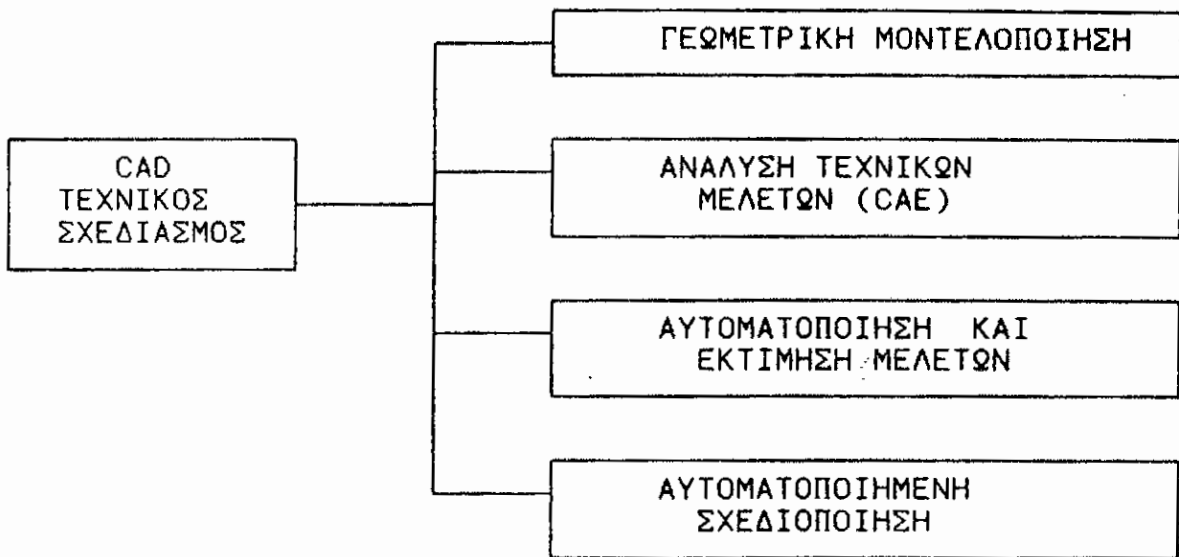 ΓΕΩΜΕΤΡΙΚΗ ΜΟΝΤΕΛΟΠΟΙΗΣΗ
CAD
ΤΕΧΝΙΚΟΣ
ΣΧΕΔΙΑΣΜΟΣ
ΑΝΑΛΥΣΗ ΤΕΧΝΙΚΩΝ
ΜΕΛΕΤΩΝ (CAE)
ΑΥΤΟΜΑΤΟΠΟΙΗΣΗ ΚΑΙ
ΕΚΤΙΜΗΣΗ ΜΕΛΕΤΩΝ
ΑΥΤΟΜΑΤΟΠΟΙΗΜΕΝΗ
ΣΧΕΔΙΟΠΟΙΗΣΗ